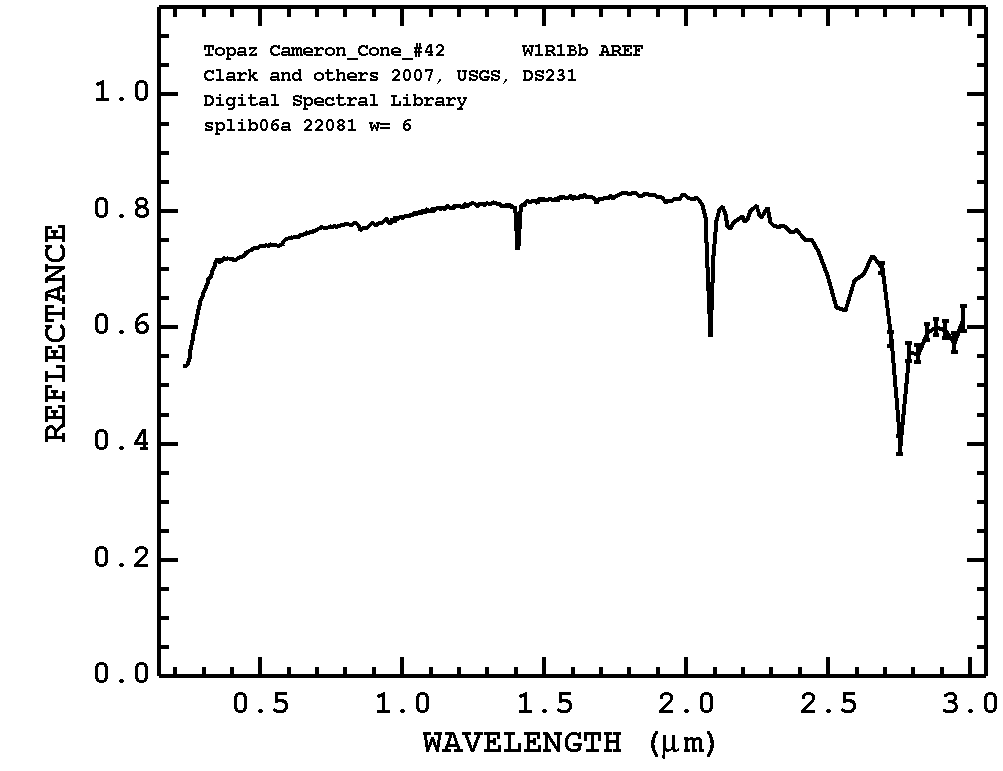 Topaz Cameron_Cone_#42 W1R1Bb AREF
Clark and others 2007, USGS, DS231
Digital Spectral Library
splib06a 22081 w= 6
REFLECTANCE
1.0
0.8
0.6
0.4
0.2
0.0
0.5 1.0 1.5 2.0 2.5 3.0
WAVELENGTH (μm)